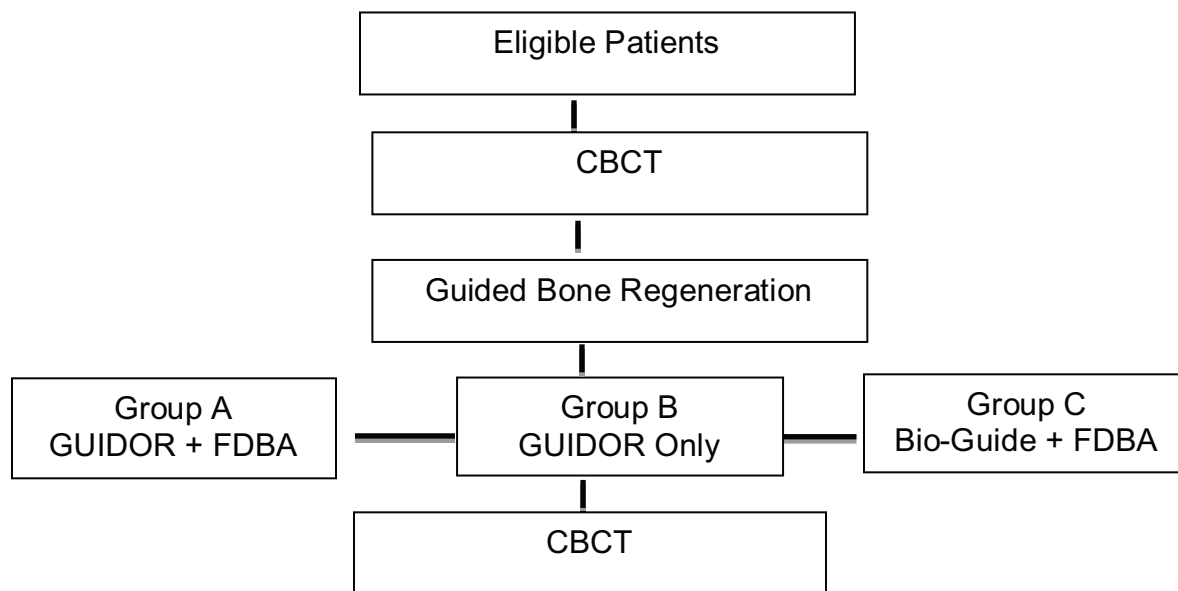 Eligible Patients
CBCT
Guided Bone Regeneration
Group A
GUIDOR + FDBA
Group B
GUIDOR Only
Group C
Bio-Guide + FDBA
CBCT